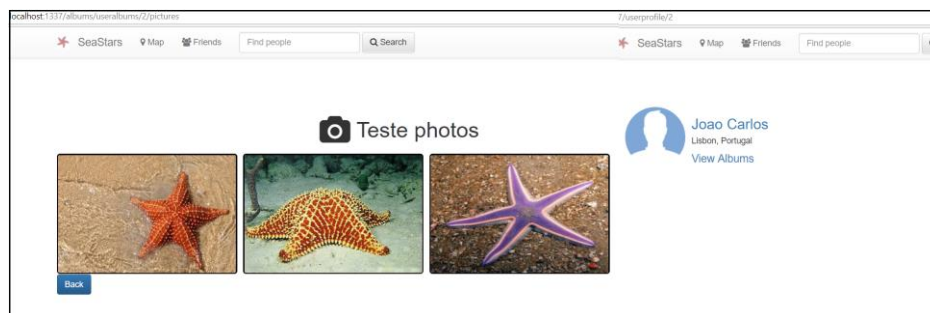 localhost:1337/albums/useralbums/2/pictures
SeaStars Map Friends Find people Search
Teste photos
Back
7/userprofile/2
SeaStars Map Friends Find people
Joao Carlos
Lisbon, Portugal
View Albums